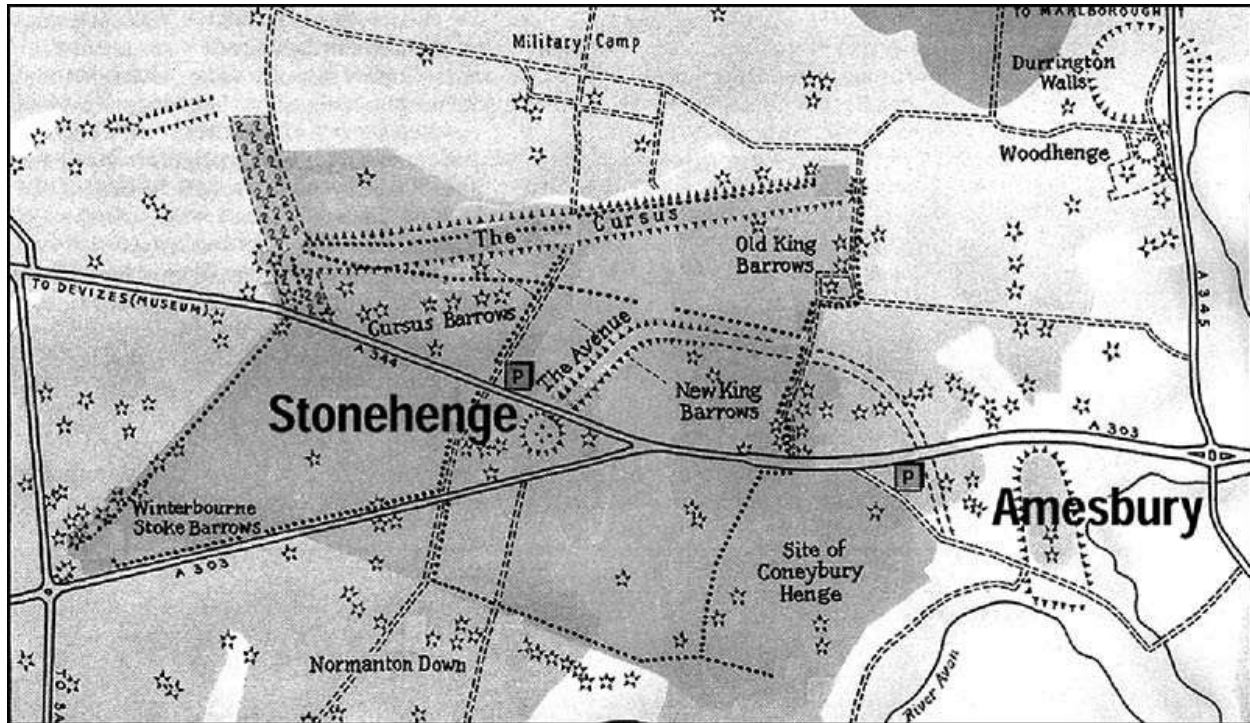 TO MARLBOROUGH
Military Camp
Durrington
Walls
Woodhenge
The Cursus
Old King
Barrows
A 345
TO DEVIZES (MUSEUM)
Cursus Barrows
The Avenue
A 344
P
New King
Barrows
Stonehenge
A 303
P
Winterbourne
Stoke Barrows
Amesbury
A 303
Site of
Coneybury
Henge
Normanton Down
River Avon
TO SA